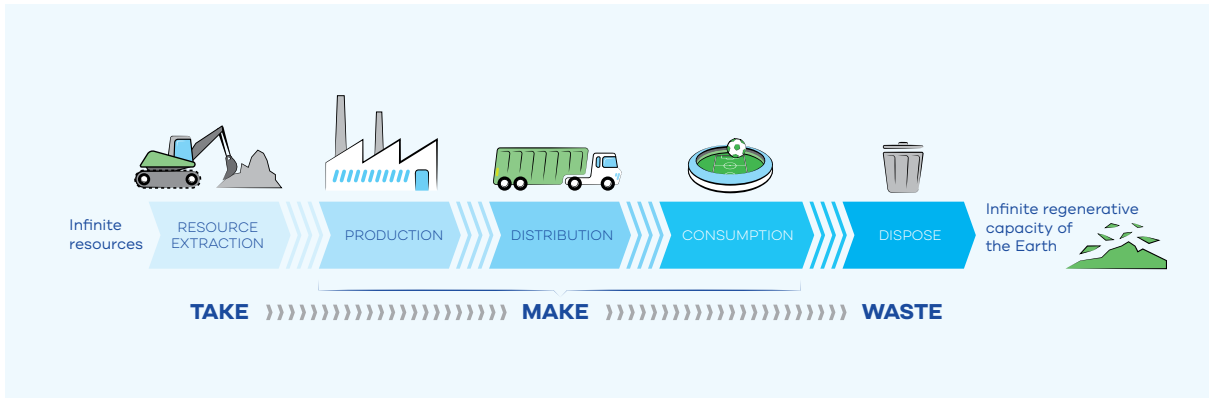 Infinite
resources
RESOURCE
EXTRACTION
PRODUCTION
DISTRIBUTION
CONSUMPTION
DISPOSE
Infinite regenerative
capacity of
the Earth
TAKE
MAKE
WASTE